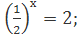 (1/2)^x = 2;